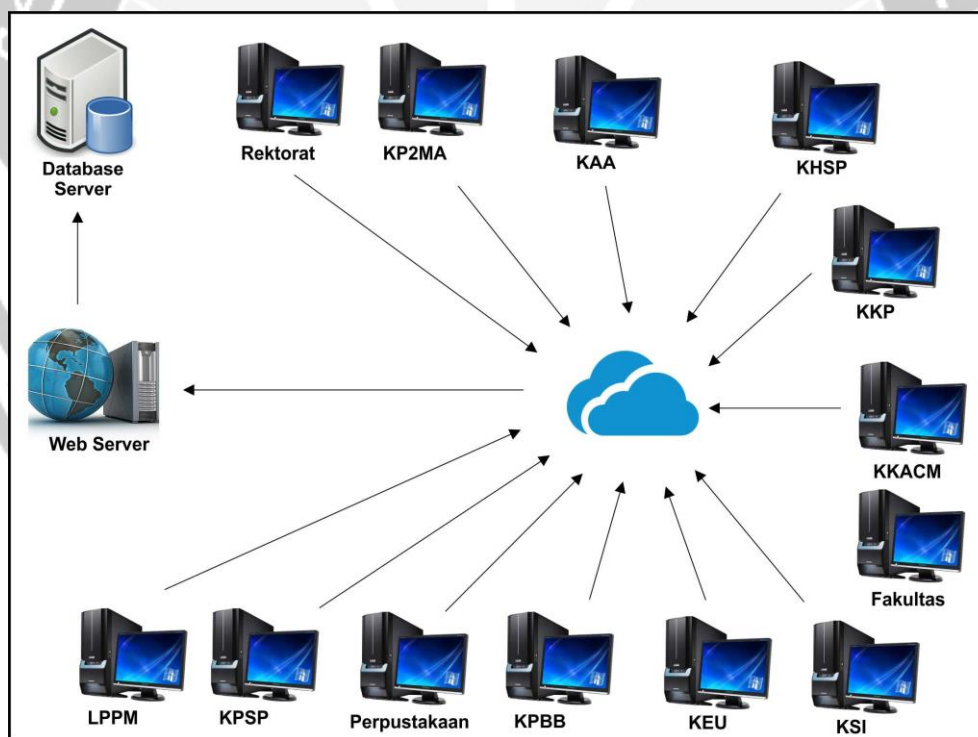 Database
Server
Rektorat
KP2MA
KAA
KHSP
KKP
Web Server
KKACM
Fakultas
LPPM
KPSP
Perpustakaan
KPBB
KEU
KSI